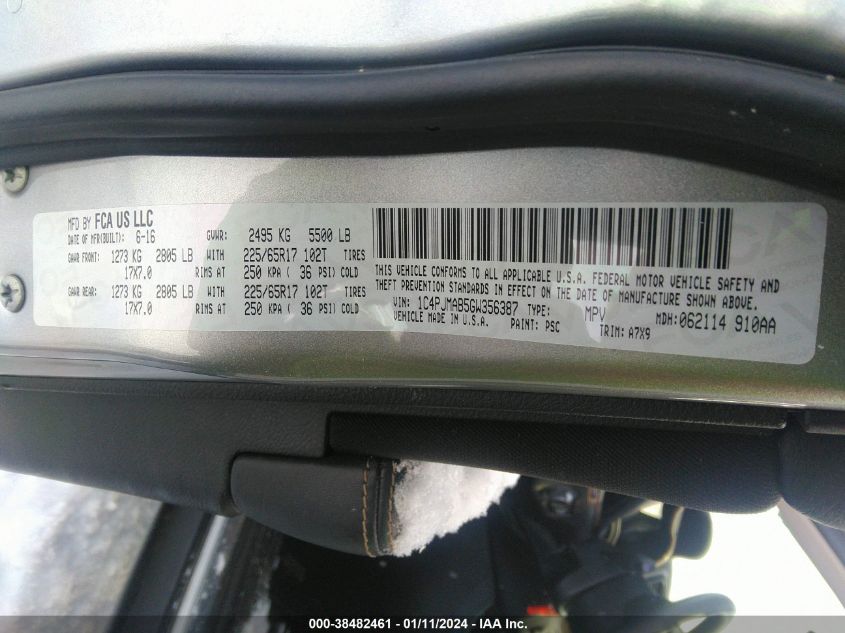 MFD BY FCA US LLC
DATE OF MFR(BUILT): 6-16 GVWR: 2495 KG 5500 LB
GAWR FRONT: 1273 KG 2805 LB WITH 225/65R17 102T TIRES
17X7.0 RIMS AT 250 KPA ( 36 PSI) COLD
GAWR REAR: 1273 KG 2805 LB WITH 225/65R17 102T TIRES
17X7.0 RIMS AT 250 KPA ( 36 PSI) COLD
THIS VEHICLE CONFORMS TO ALL APPLICABLE U.S.A. FEDERAL MOTOR VEHICLE SAFETY AND
THEFT PREVENTION STANDARDS IN EFFECT ON THE DATE OF MANUFACTURE SHOWN ABOVE.
VIN: 1C4PJMAB5GW356387 TYPE: MPV MDH:062114 910AA
VEHICLE MADE IN U.S.A. PAINT: PSC TRIM: A7X9
000-38482461 - 01/11/2024 - IAA Inc.